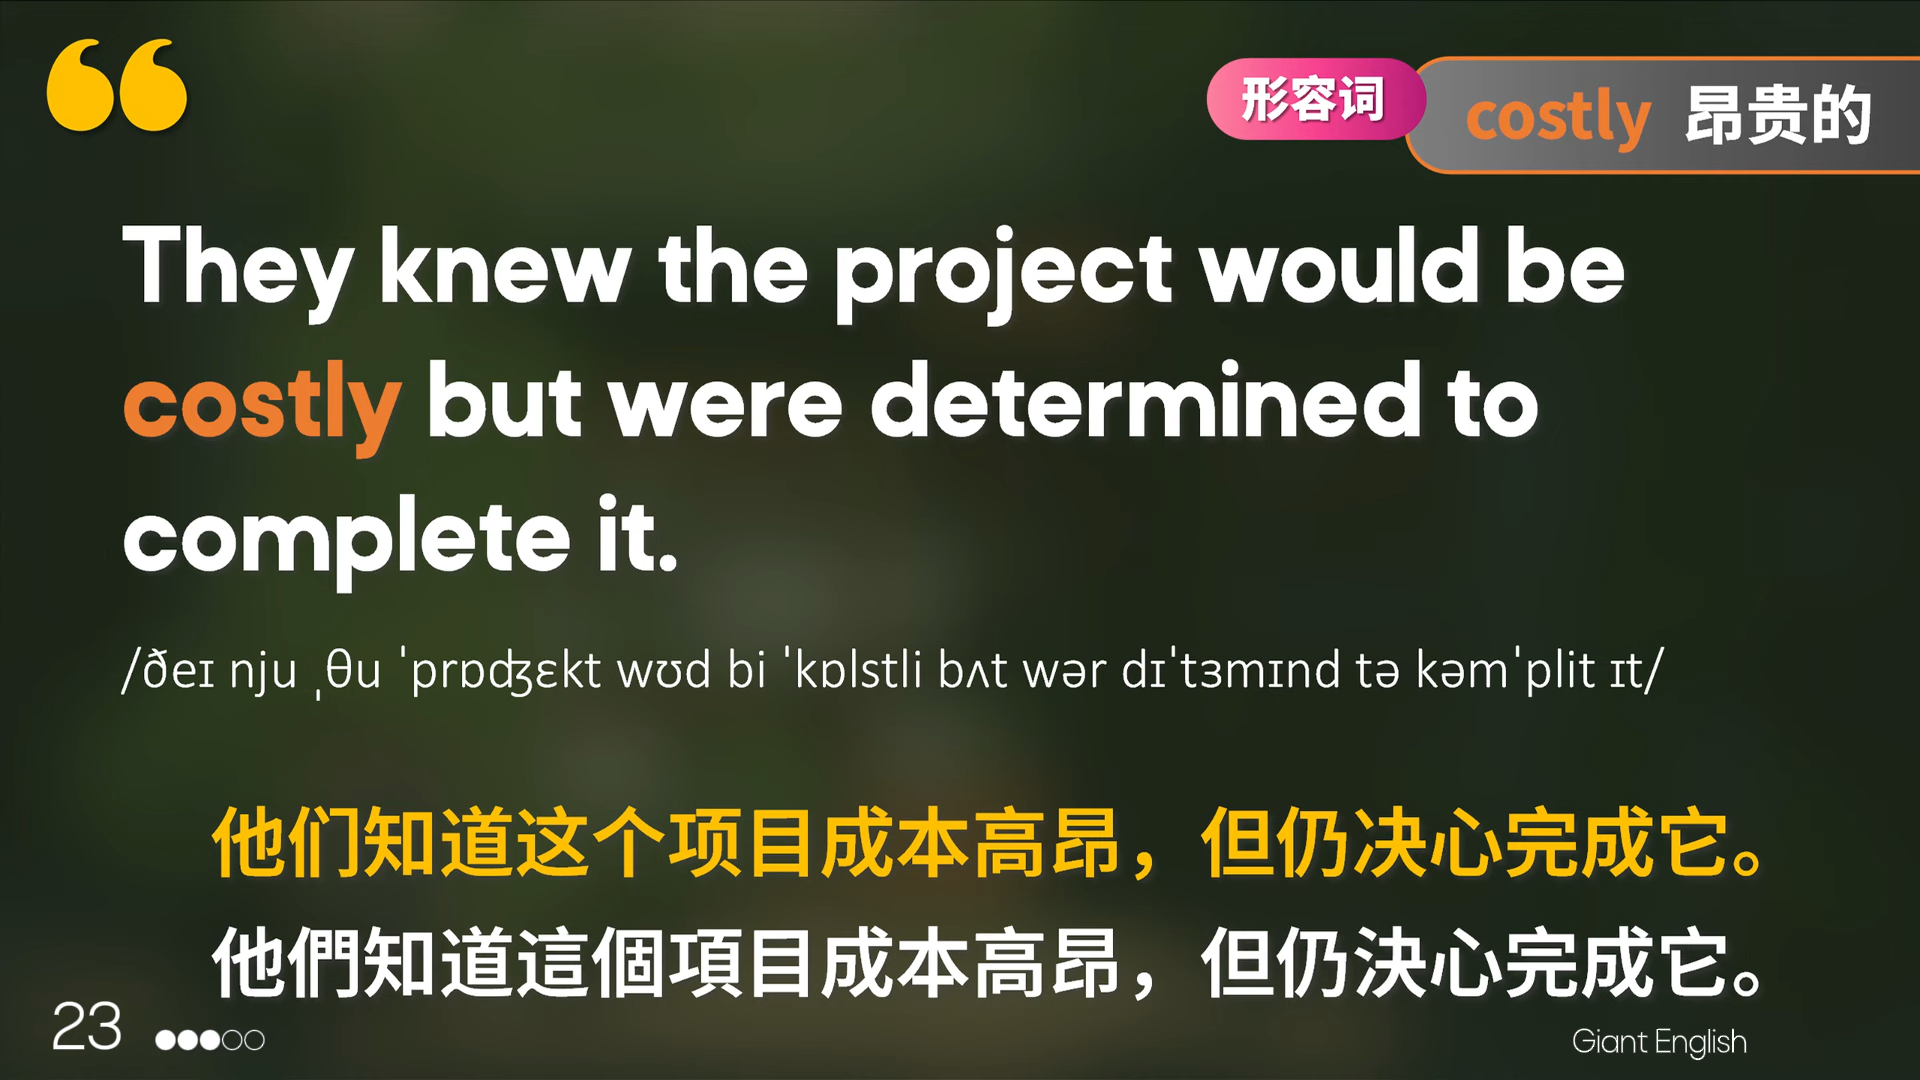 形容词
costly 昂贵的
They knew the project would be
costly but were determined to
complete it.
/ðeɪ nju ˌθu ˈprɒʤɛkt wʊd bi ˈkɒlstli bʌt wər dɪˈtɜmɪnd tə kəmˈplit ɪt/
他们知道这个项目成本高昂，但仍决心完成它。
他們知道這個項目成本高昂，但仍決心完成它。
23
Giant English